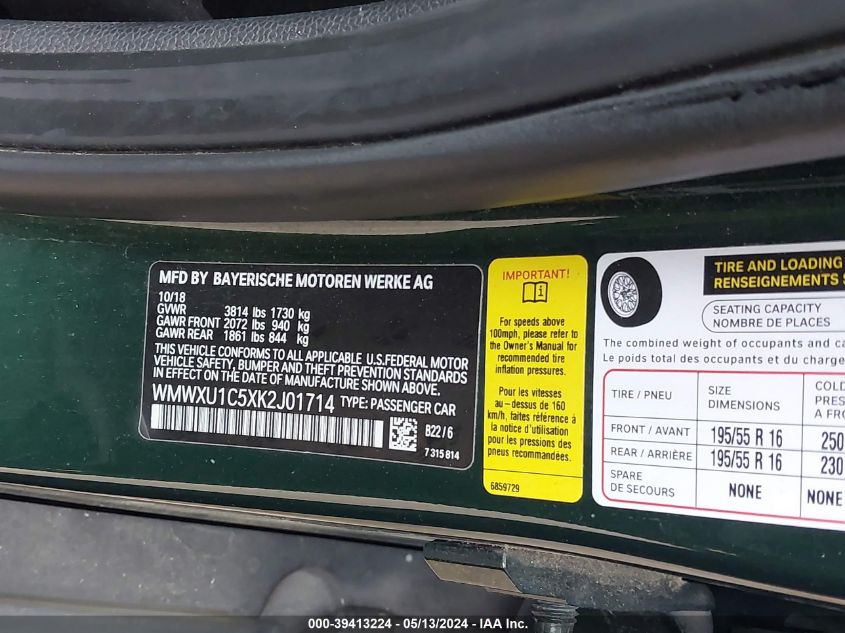 MFD BY BAYERISCHE MOTOREN WERKE AG
10/18
GVWR 3814 lbs 1730 kg
GAWR FRONT 2072 lbs 940 kg
GAWR REAR 1861 lbs 844 kg
THIS VEHICLE CONFORMS TO ALL APPLICABLE U.S. FEDERAL MOTOR
VEHICLE SAFETY, BUMPER AND THEFT PREVENTION STANDARDS
IN EFFECT ON THE DATE OF MANUFACTURE SHOWN ABOVE.
WMWXU1C5XK2J01714 TYPE: PASSENGER CAR
B22/6
7 315 814
IMPORTANT!
For speeds above
100mph, please refer to
the Owner's Manual for
recommended tire
inflation pressures.
Pour les vitesses
au – dessus de 160
km/h, faites référence à
la notice d'utilisation
pour les pressions des
pneus recommandées.
6859729
TIRE AND LOADING
RENSEIGNEMENTS S
SEATING CAPACITY
NOMBRE DE PLACES
The combined weight of occupants and ca
Le poids total des occupants et du charge
TIRE / PNEU
SIZE
DIMENSIONS
COLD
PRES
A FRO
FRONT / AVANT 195/55 R 16 250
REAR / ARRIÈRE 195/55 R 16 230
SPARE
DE SECOURS
NONE NONE
000-39413224 - 05/13/2024 - IAA Inc.